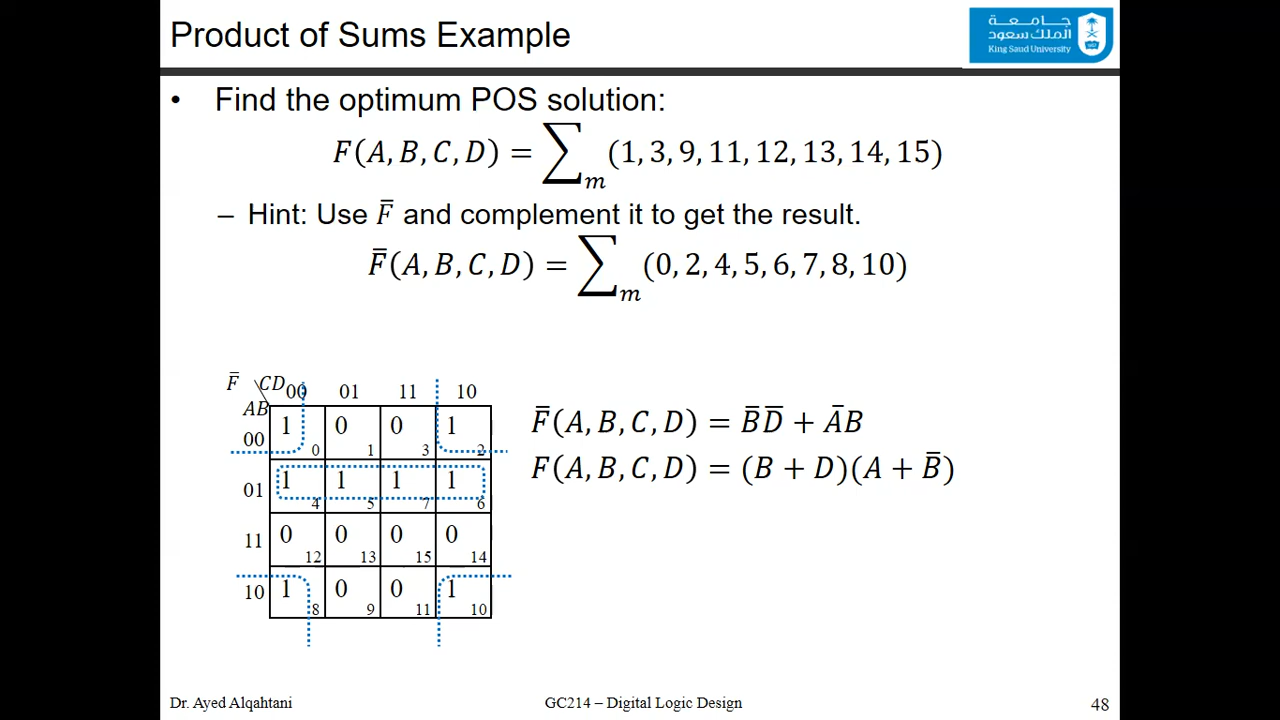 Product of Sums Example
جامعة
الملك سعود
King Saud University
• Find the optimum POS solution:
F(A, B, C, D) = ∑m (1, 3, 9, 11, 12, 13, 14, 15)
– Hint: Use F̄ and complement it to get the result.
F̄(A, B, C, D) = ∑m (0, 2, 4, 5, 6, 7, 8, 10)
F̄ CD 00 01 11 10
AB
00 1 0 0 1
0 1 3 2
01 1 1 1 1
4 5 7 6
11 0 0 0 0
12 13 15 14
10 1 0 0 1
8 9 11 10
F̄(A, B, C, D) = B̄D̄ + ĀB
F(A, B, C, D) = (B + D)(A + B̄)
Dr. Ayed Alqahtani
GC214 – Digital Logic Design
48